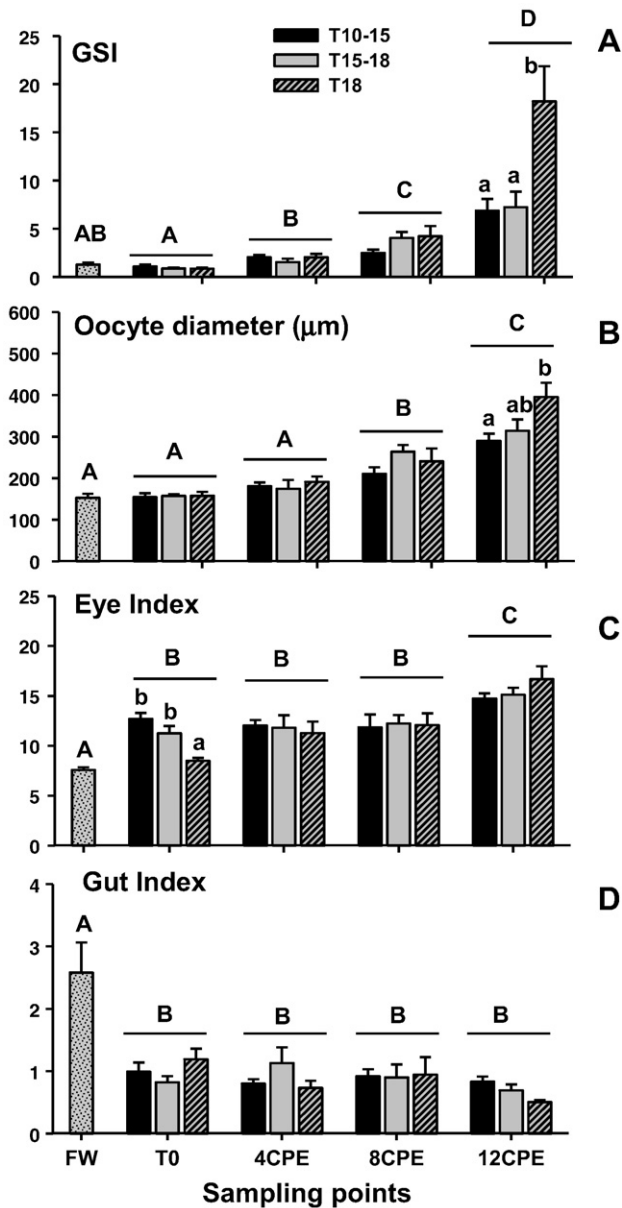 D
A
GSI
T10-15
T15-18
T18
25
20
15
10
5
0
AB
A
B
C
a
a
b
Oocyte diameter (µm)
B
600
500
400
300
200
100
0
A
A
A
B
C
a
ab
b
Eye Index
C
25
20
15
10
5
0
A
B
b
b
a
B
B
C
Gut Index
D
4
3
2
1
0
A
B
B
B
B
FW T0 4CPE 8CPE 12CPE
Sampling points